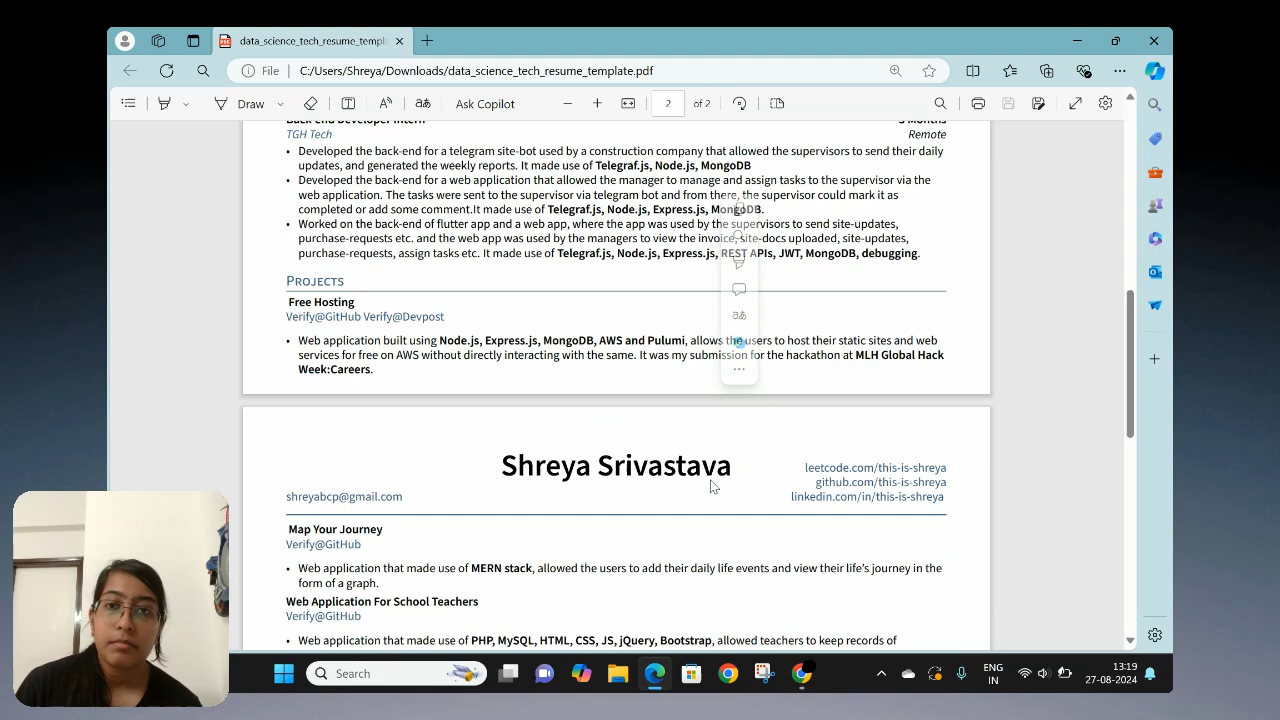 data_science_tech_resume_templ
File
C:/Users/Shreya/Downloads/data_science_tech_resume_template.pdf
Draw
Ask Copilot
2
of 2
TGH Tech
Remote
Developed the back-end for a telegram site-bot used by a construction company that allowed the supervisors to send their daily
updates, and generated the weekly reports. It made use of Telegraf.js, Node.js, MongoDB
Developed the back-end for a web application that allowed the manager to manage and assign tasks to the supervisor via the
web application. The tasks were sent to the supervisor via telegram bot and from there, the supervisor could mark it as
completed or add some comment.It made use of Telegraf.js, Node.js, Express.js, MongoDB.
Worked on the back-end of flutter app and a web app, where the app was used by the supervisors to send site-updates,
purchase-requests etc. and the web app was used by the managers to view the invoice, site-docs uploaded, site-updates,
purchase-requests, assign tasks etc. It made use of Telegraf.js, Node.js, Express.js, REST APIs, JWT, MongoDB, debugging.
PROJECTS
Free Hosting
Verify@GitHub Verify@Devpost
Web application built using Node.js, Express.js, MongoDB, AWS and Pulumi, allows the users to host their static sites and web
services for free on AWS without directly interacting with the same. It was my submission for the hackathon at MLH Global Hack
Week:Careers.
Shreya Srivastava
leetcode.com/this-is-shreya
github.com/this-is-shreya
shreyabcp@gmail.com
linkedin.com/in/this-is-shreya
Map Your Journey
Verify@GitHub
Web application that made use of MERN stack, allowed the users to add their daily life events and view their life's journey in the
form of a graph.
Web Application For School Teachers
Verify@GitHub
Web application that made use of PHP, MySQL, HTML, CSS, JS, jQuery, Bootstrap, allowed teachers to keep records of
Search
ENG
IN
13:19
27-08-2024